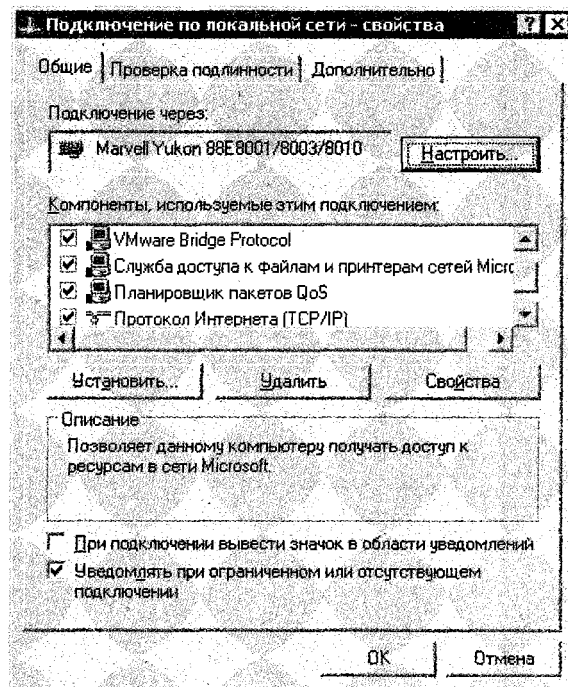 Подключение по локальной сети - свойства
Общие Проверка подлинности Дополнительно
Подключение через:
Marvell Yukon 88E8001/8003/8010
Настроить...
Компоненты, используемые этим подключением:
VMware Bridge Protocol
Служба доступа к файлам и принтерам сетей Micro
Планировщик пакетов QoS
Протокол Интернета (TCP/IP)
Установить... Удалить Свойства
Описание
Позволяет данному компьютеру получать доступ к
ресурсам в сети Microsoft.
При подключении вывести значок в области уведомлений
Уведомлять при ограниченном или отсутствующем
подключении
OK Отмена